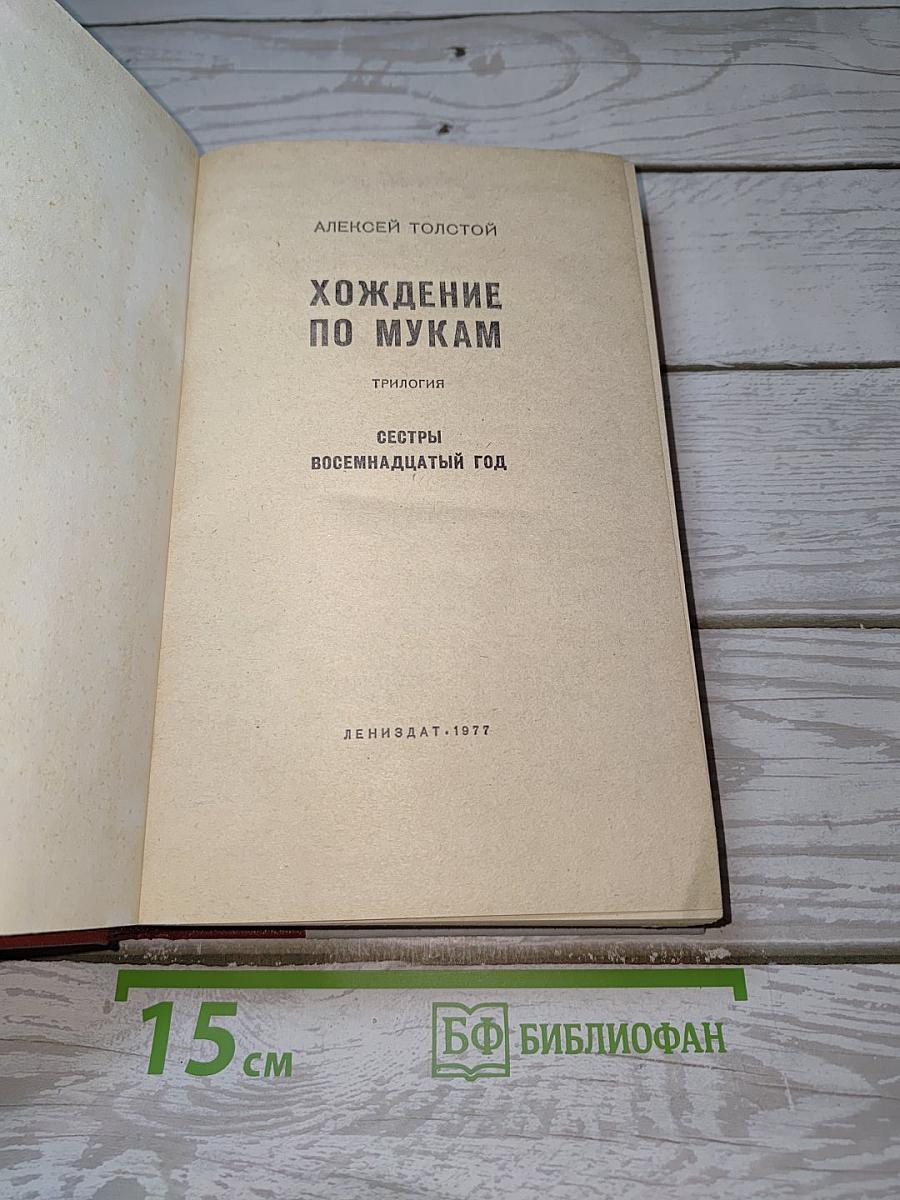 АЛЕКСЕЙ ТОЛСТОЙ
ХОЖДЕНИЕ
ПО МУКАМ
ТРИЛОГИЯ
СЕСТРЫ
ВОСЕМНАДЦАТЫЙ ГОД
ЛЕНИЗДАТ • 1977
15 см
БФ БИБЛИОФАН